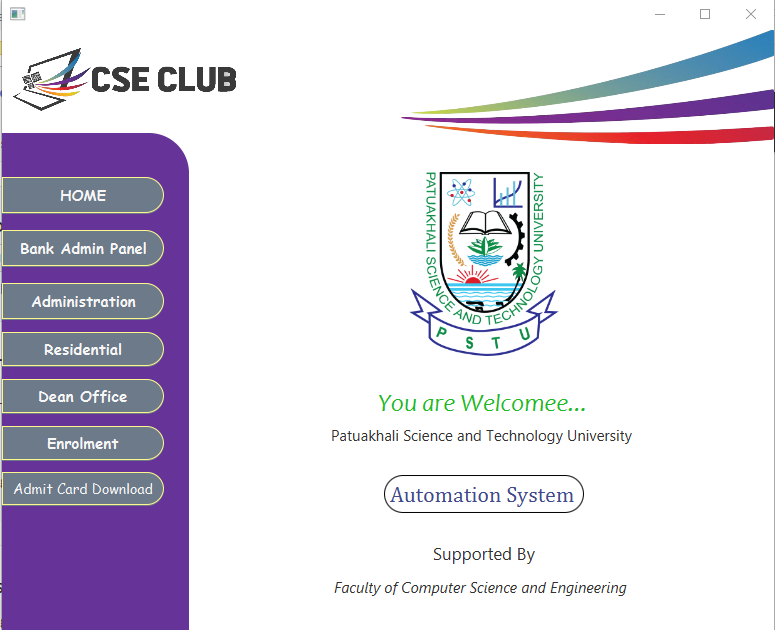 CSE CLUB
HOME
Bank Admin Panel
Administration
Residential
Dean Office
Enrolment
Admit Card Download
PATUAKHALI SCIENCE AND TECHNOLOGY UNIVERSITY
P S T U
You are Welcomee...
Patuakhali Science and Technology University
Automation System
Supported By
Faculty of Computer Science and Engineering